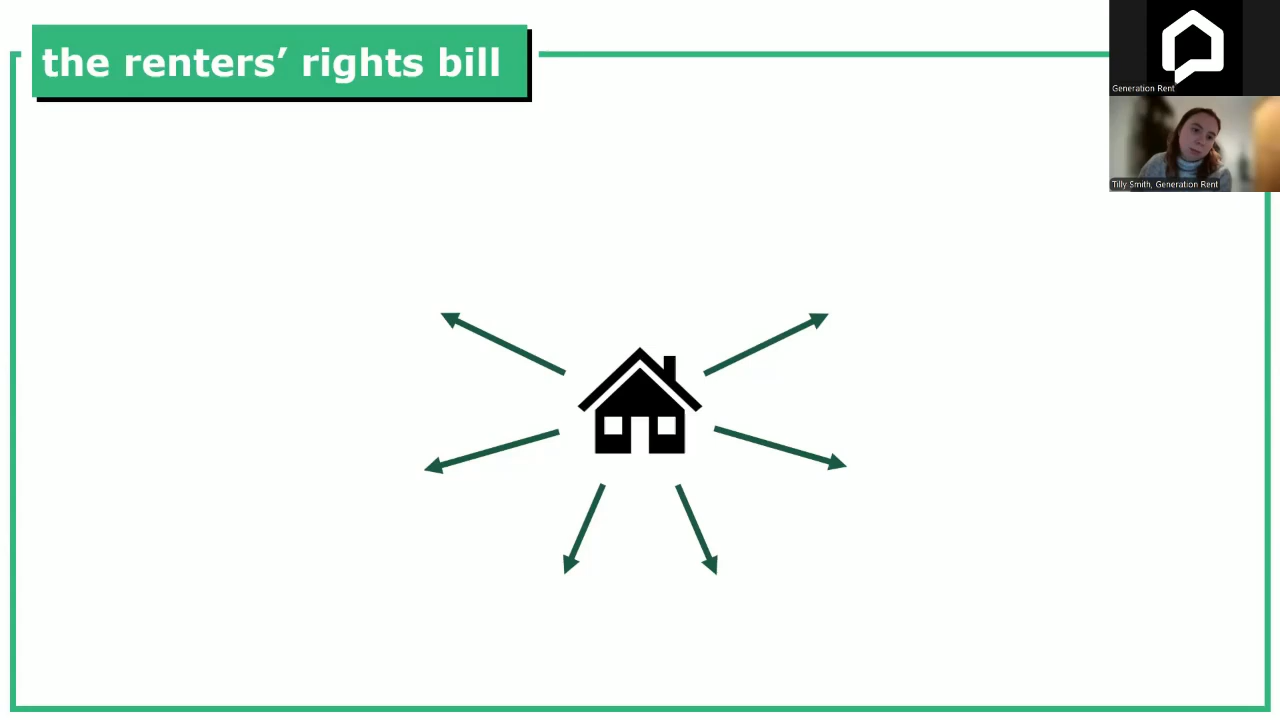 the renters’ rights bill
Generation Rent
Tilly Smith, Generation Rent